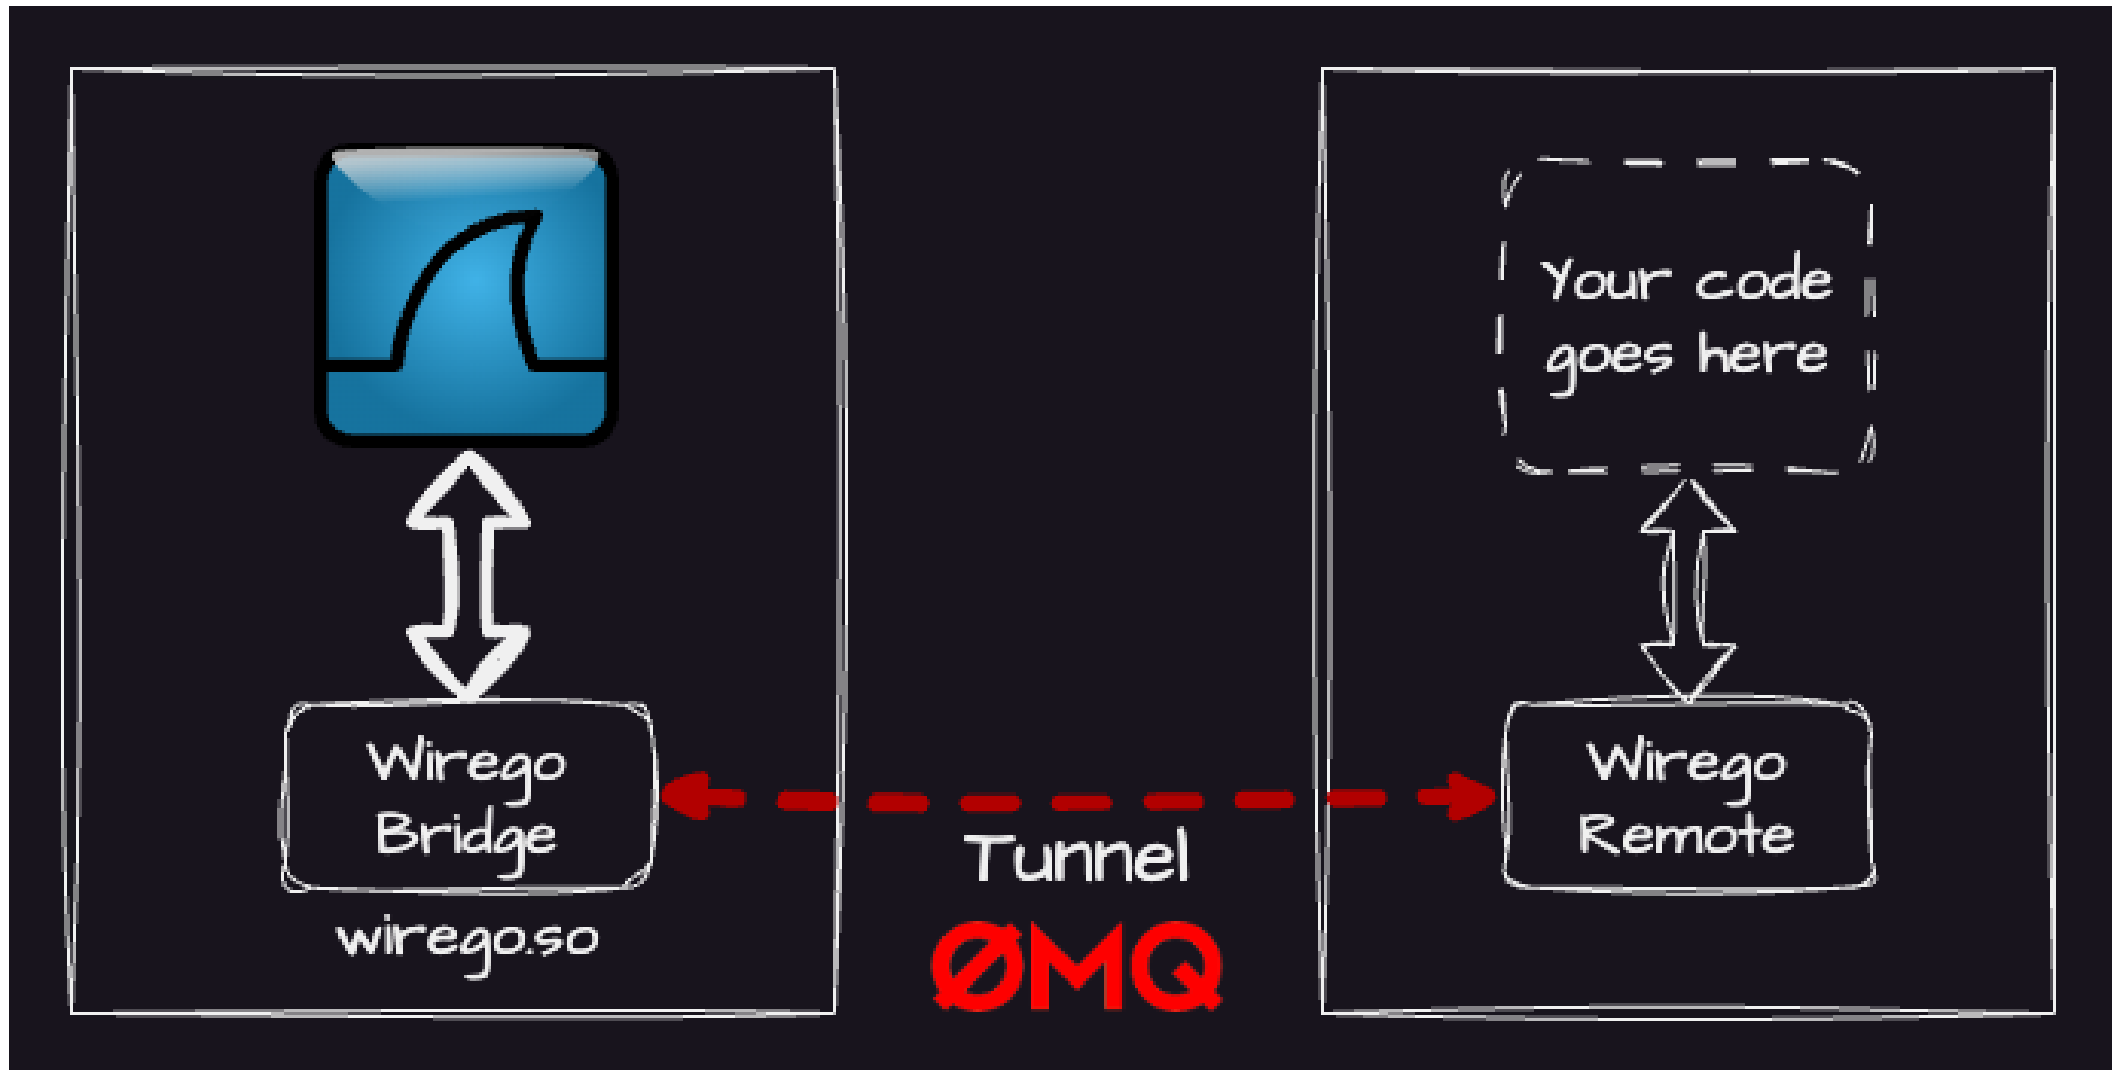 Your code
goes here
Wirego
Bridge
wirego.so
Tunnel
ØMQ
Wirego
Remote